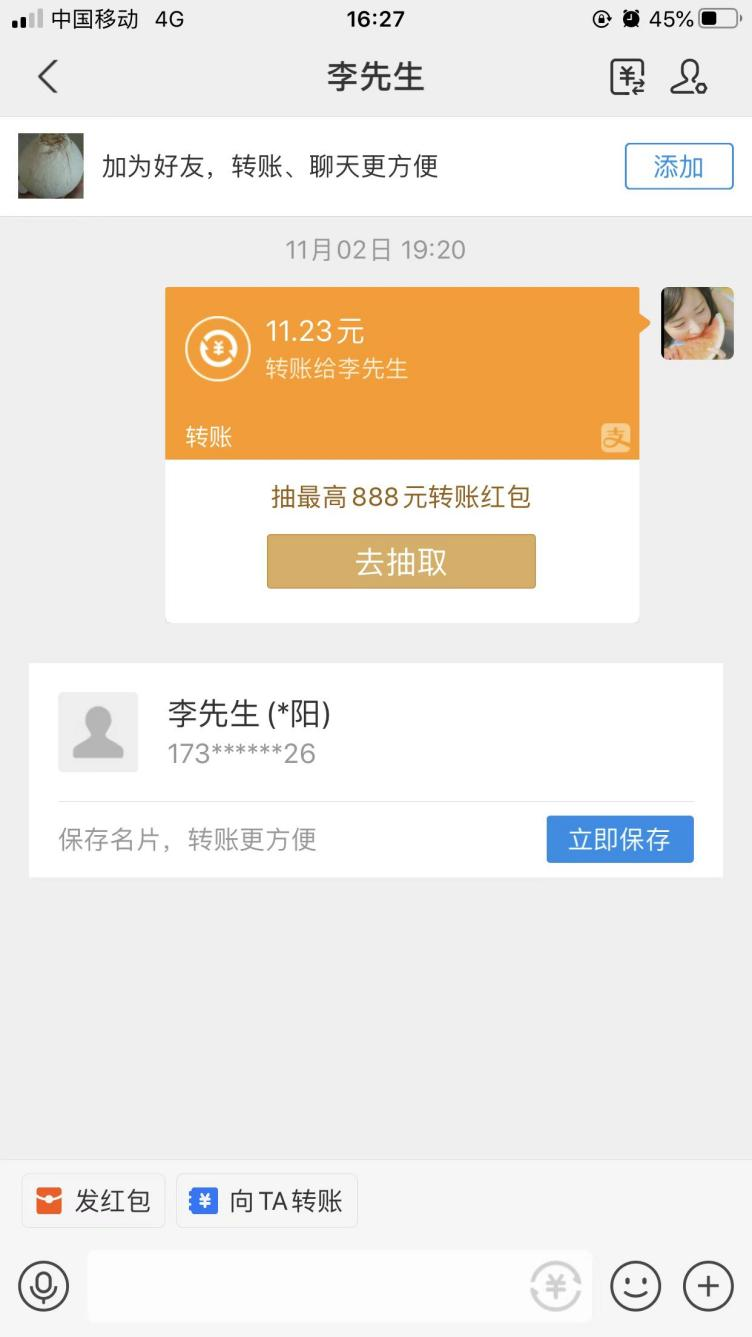 中国移动 4G 16:27 45%
李先生
加为好友，转账、聊天更方便 添加
11月02日 19:20
11.23元
转账给李先生
转账 支
抽最高888元转账红包
去抽取
李先生 (*阳)
173******26
保存名片，转账更方便 立即保存
发红包 向TA转账